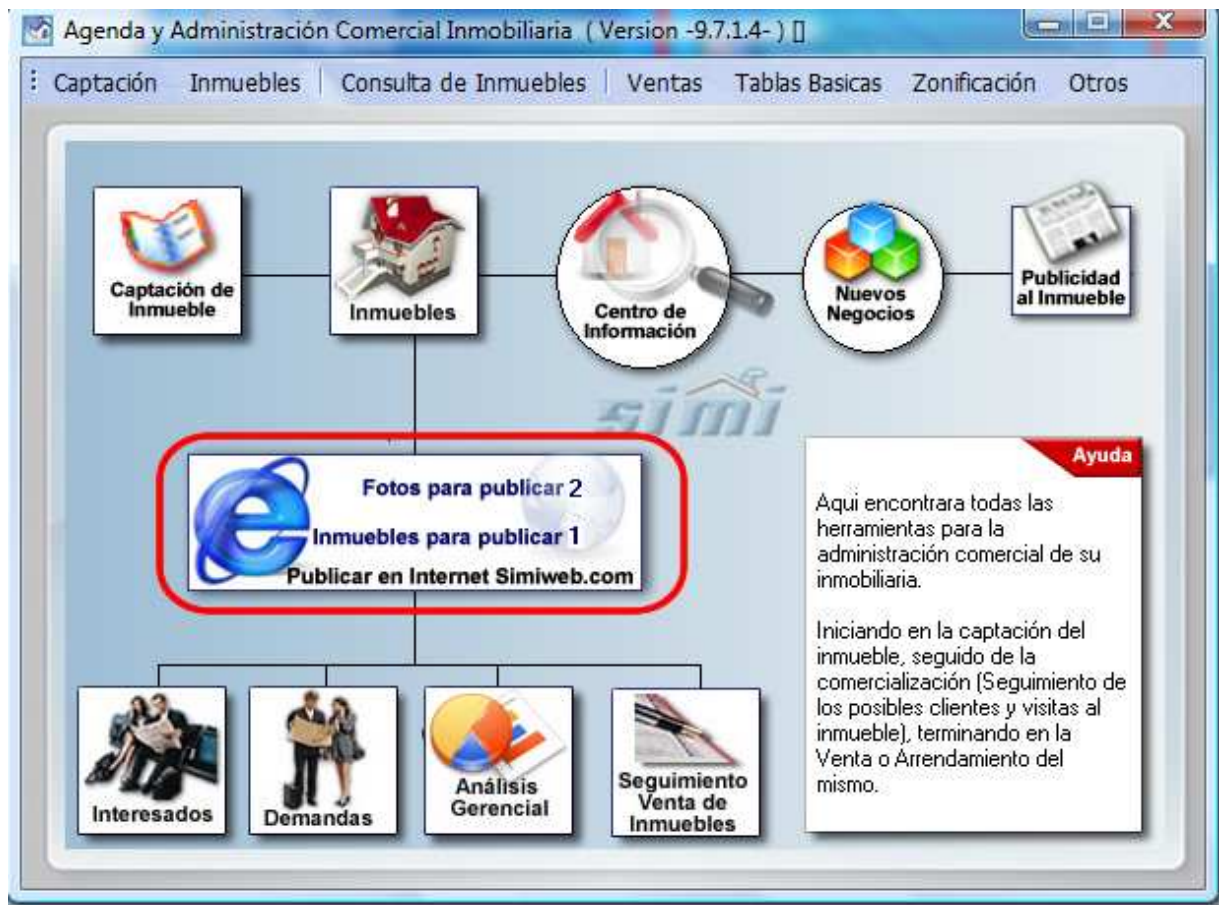 Agenda y Administración Comercial Inmobiliaria ( Version -9.7.1.4- ) []
Captación Inmuebles Consulta de Inmuebles Ventas Tablas Basicas Zonificación Otros
Captación de
Inmueble
Inmuebles
Centro de
Información
Nuevos
Negocios
Publicidad
al Inmueble
simi
Fotos para publicar 2
Inmuebles para publicar 1
Publicar en Internet Simiweb.com
Ayuda
Aqui encontrara todas las
herramientas para la
administración comercial de su
inmobiliaria.
Iniciando en la captación del
inmueble, seguido de la
comercialización (Seguimiento de
los posibles clientes y visitas al
inmueble), terminando en la
Venta o Arrendamiento del
mismo.
Interesados
Demandas
Análisis
Gerencial
Seguimiento
Venta de
Inmuebles